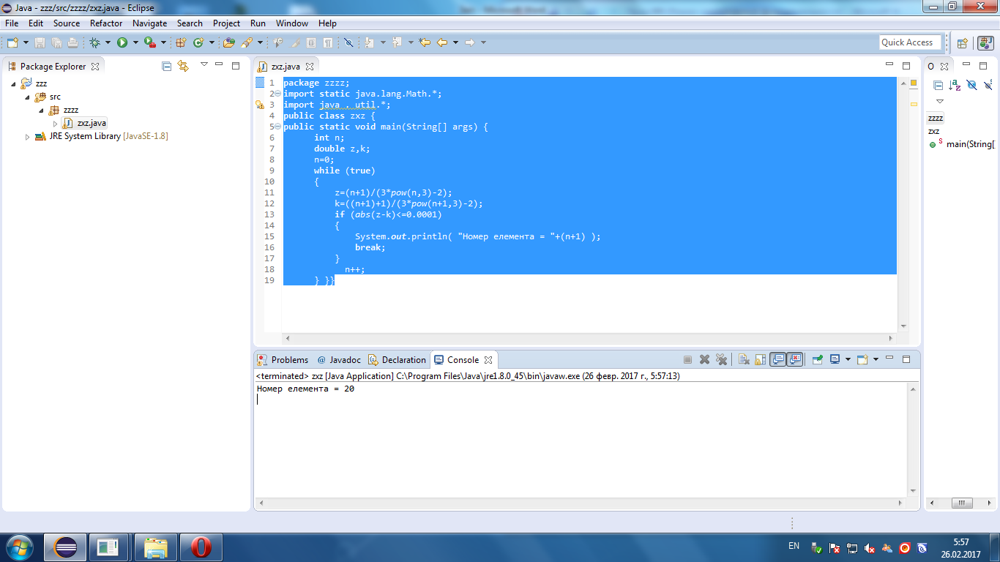 Java - zzz/src/zzzz/zxz.java - Eclipse
File Edit Source Refactor Navigate Search Project Run Window Help
Quick Access
Package Explorer
zzz
src
zzzz
zxz.java
JRE System Library [JavaSE-1.8]
zxz.java
1 package zzzz;
2 import static java.lang.Math.*;
3 import java . util.*;
4 public class zxz {
5 public static void main(String[] args) {
6 int n;
7 double z,k;
8 n=0;
9 while (true)
10 {
11 z=(n+1)/(3*pow(n,3)-2);
12 k=((n+1)+1)/(3*pow(n+1,3)-2);
13 if (abs(z-k)<=0.0001)
14 {
15 System.out.println( "Номер елемента = "+(n+1) );
16 break;
17 }
18 n++;
19 } }}
O
zzzz
zxz
S main(String[
Problems @ Javadoc Declaration Console
<terminated> zxz [Java Application] C:\Program Files\Java\jre1.8.0_45\bin\javaw.exe (26 февр. 2017 г., 5:57:13)
Номер елемента = 20
EN
5:57
26.02.2017